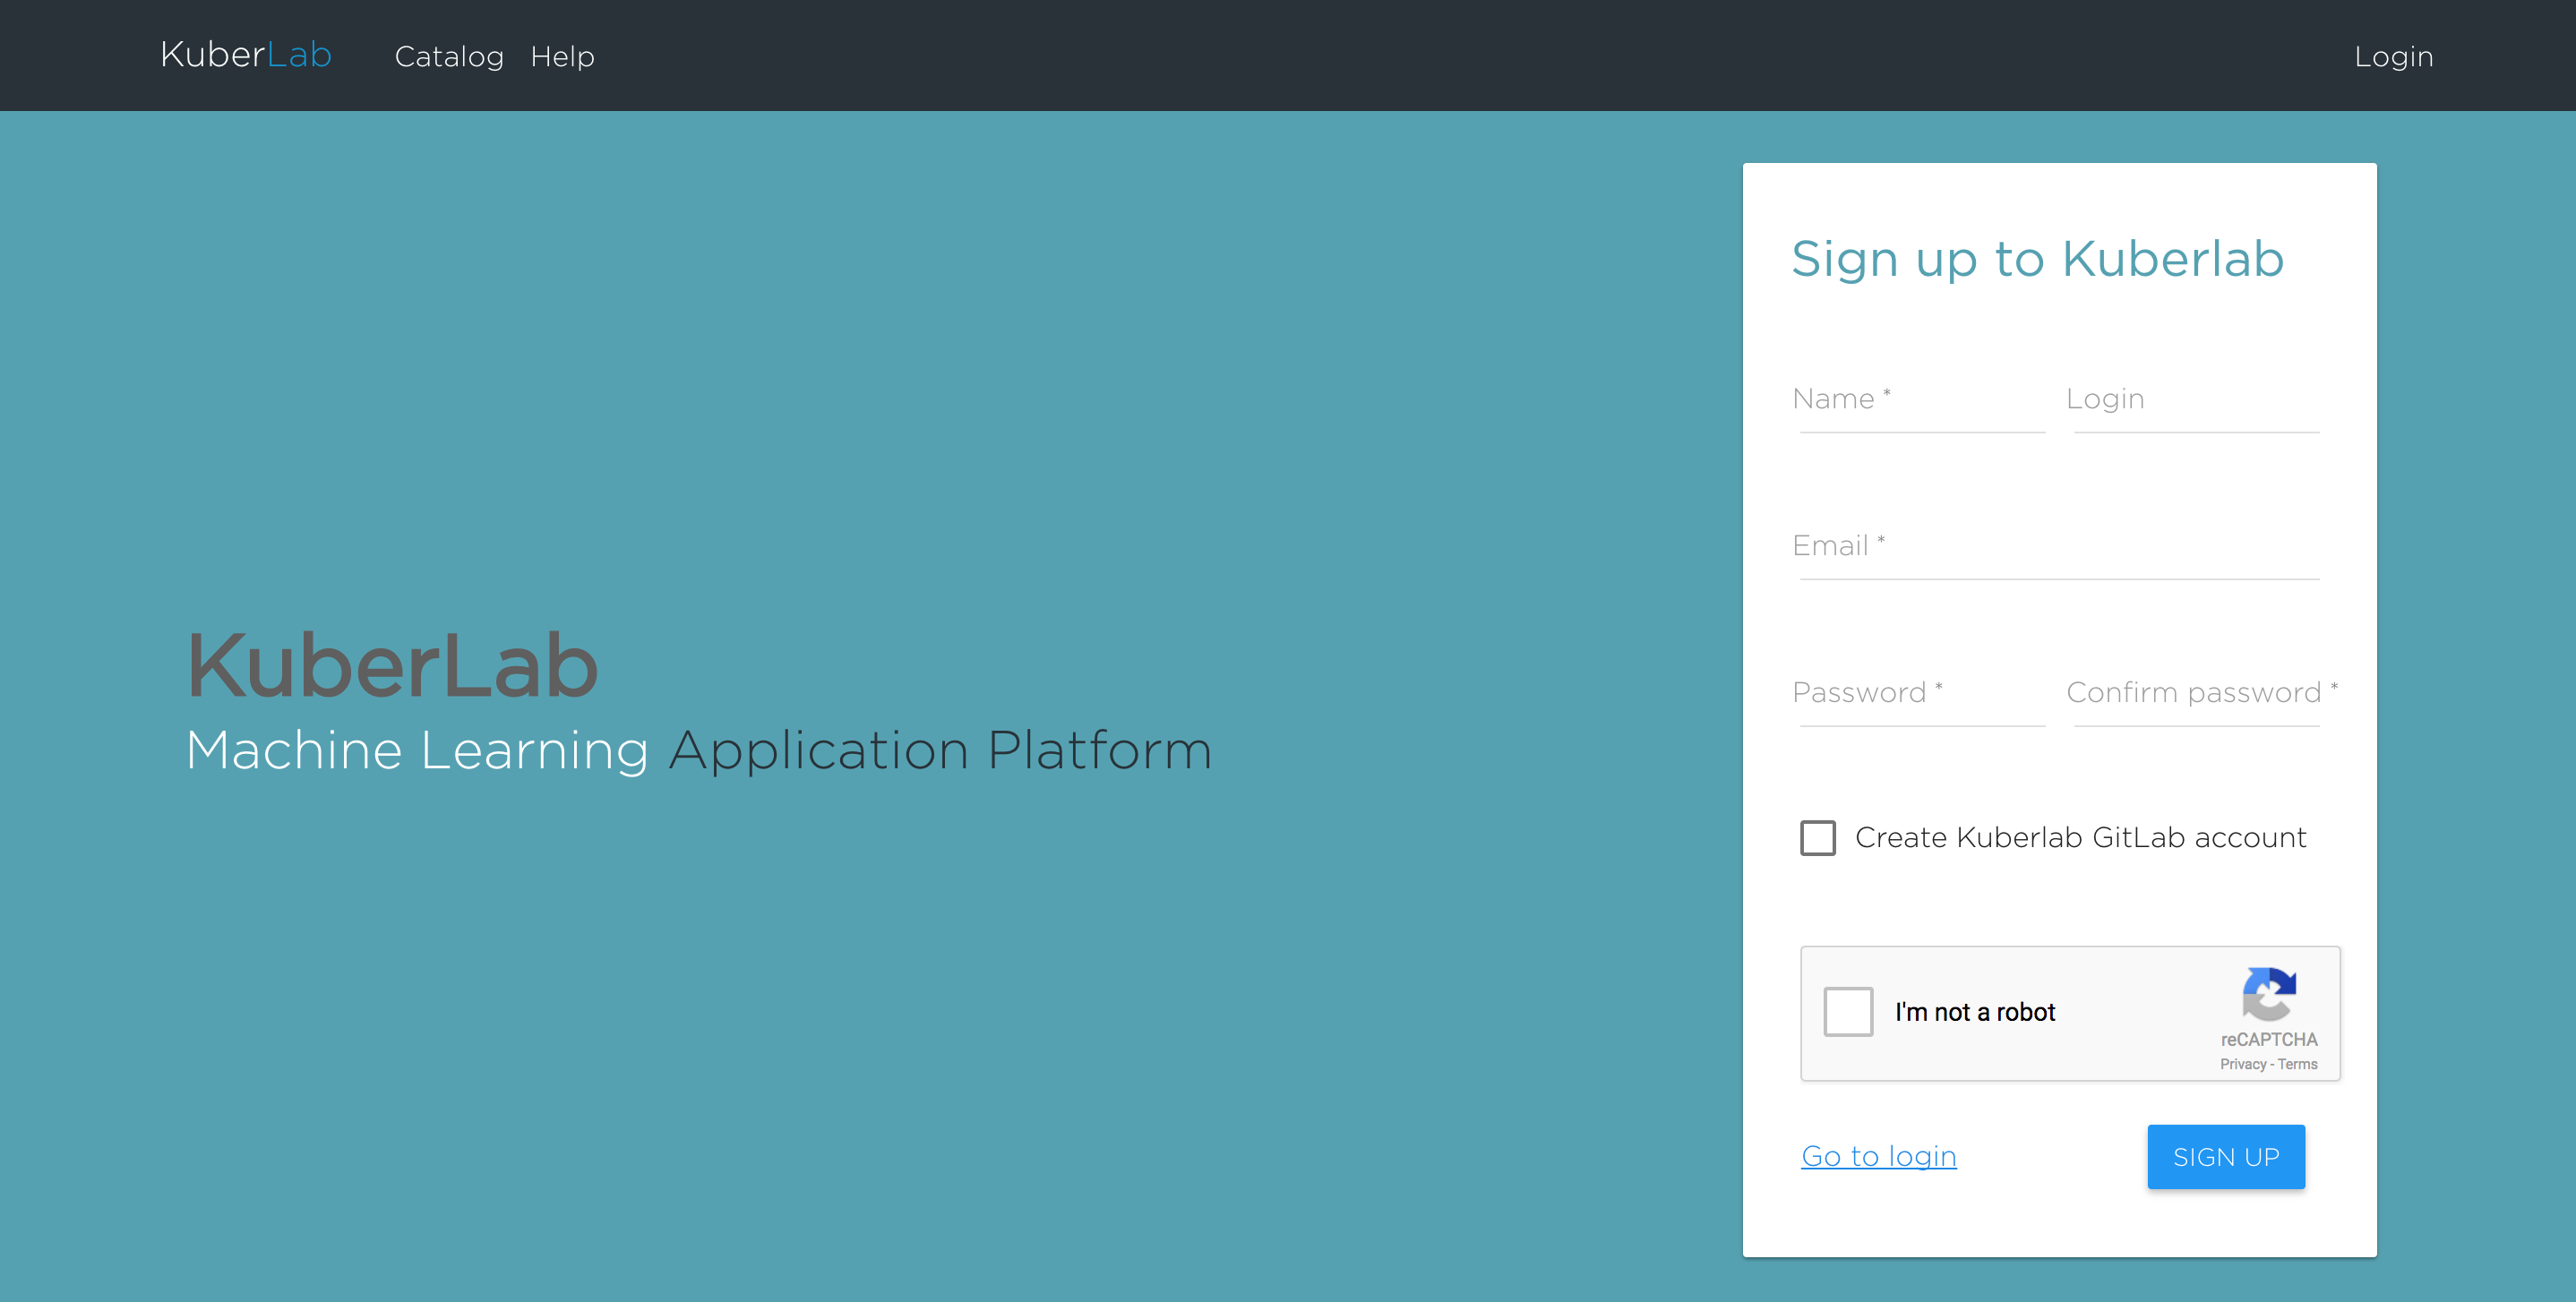 KuberLab Catalog Help Login
KuberLab
Machine Learning Application Platform
Sign up to Kuberlab
Name * Login
Email *
Password * Confirm password *
Create Kuberlab GitLab account
I'm not a robot
reCAPTCHA
Privacy - Terms
Go to login SIGN UP